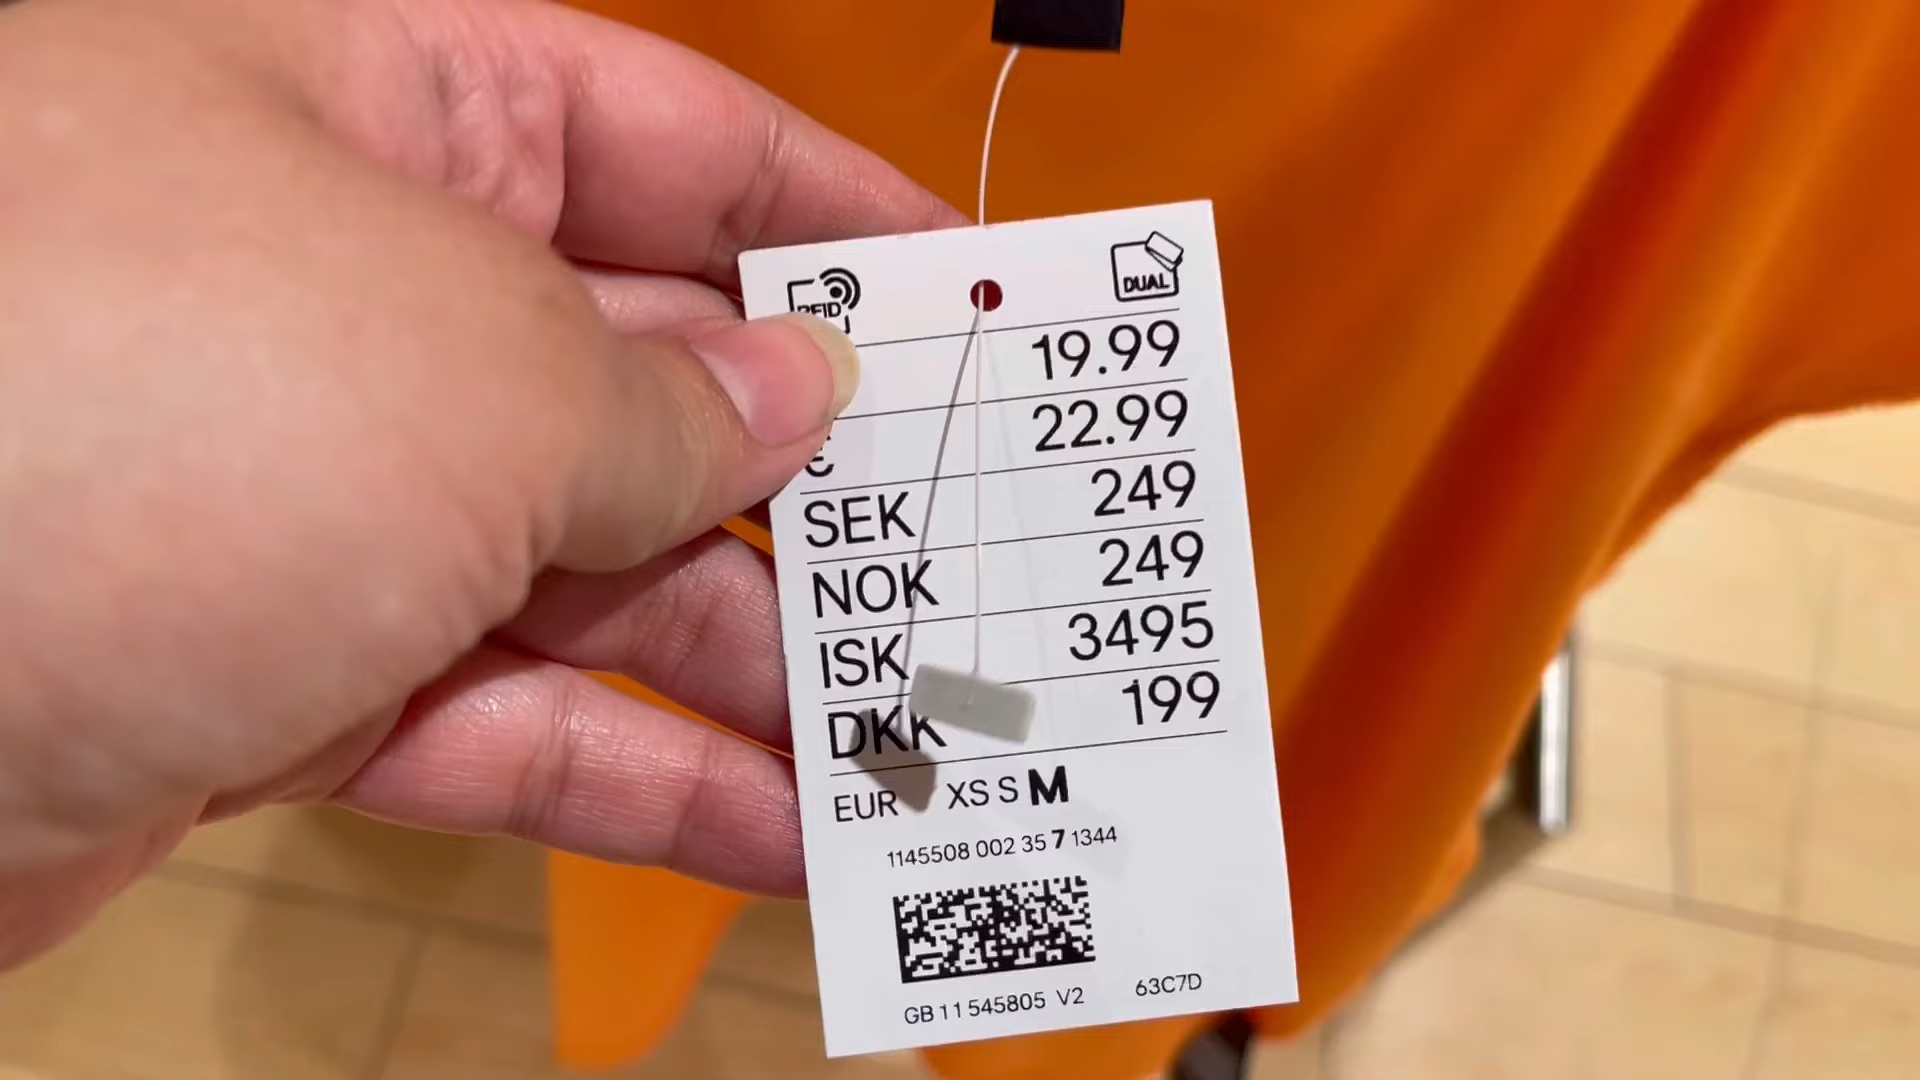 RFID
DUAL
19.99
€ 22.99
SEK 249
NOK 249
ISK 3495
DKK 199
EUR XS S M
1145508 002 35 7 1344
GB 11 545805 V2 63C7D